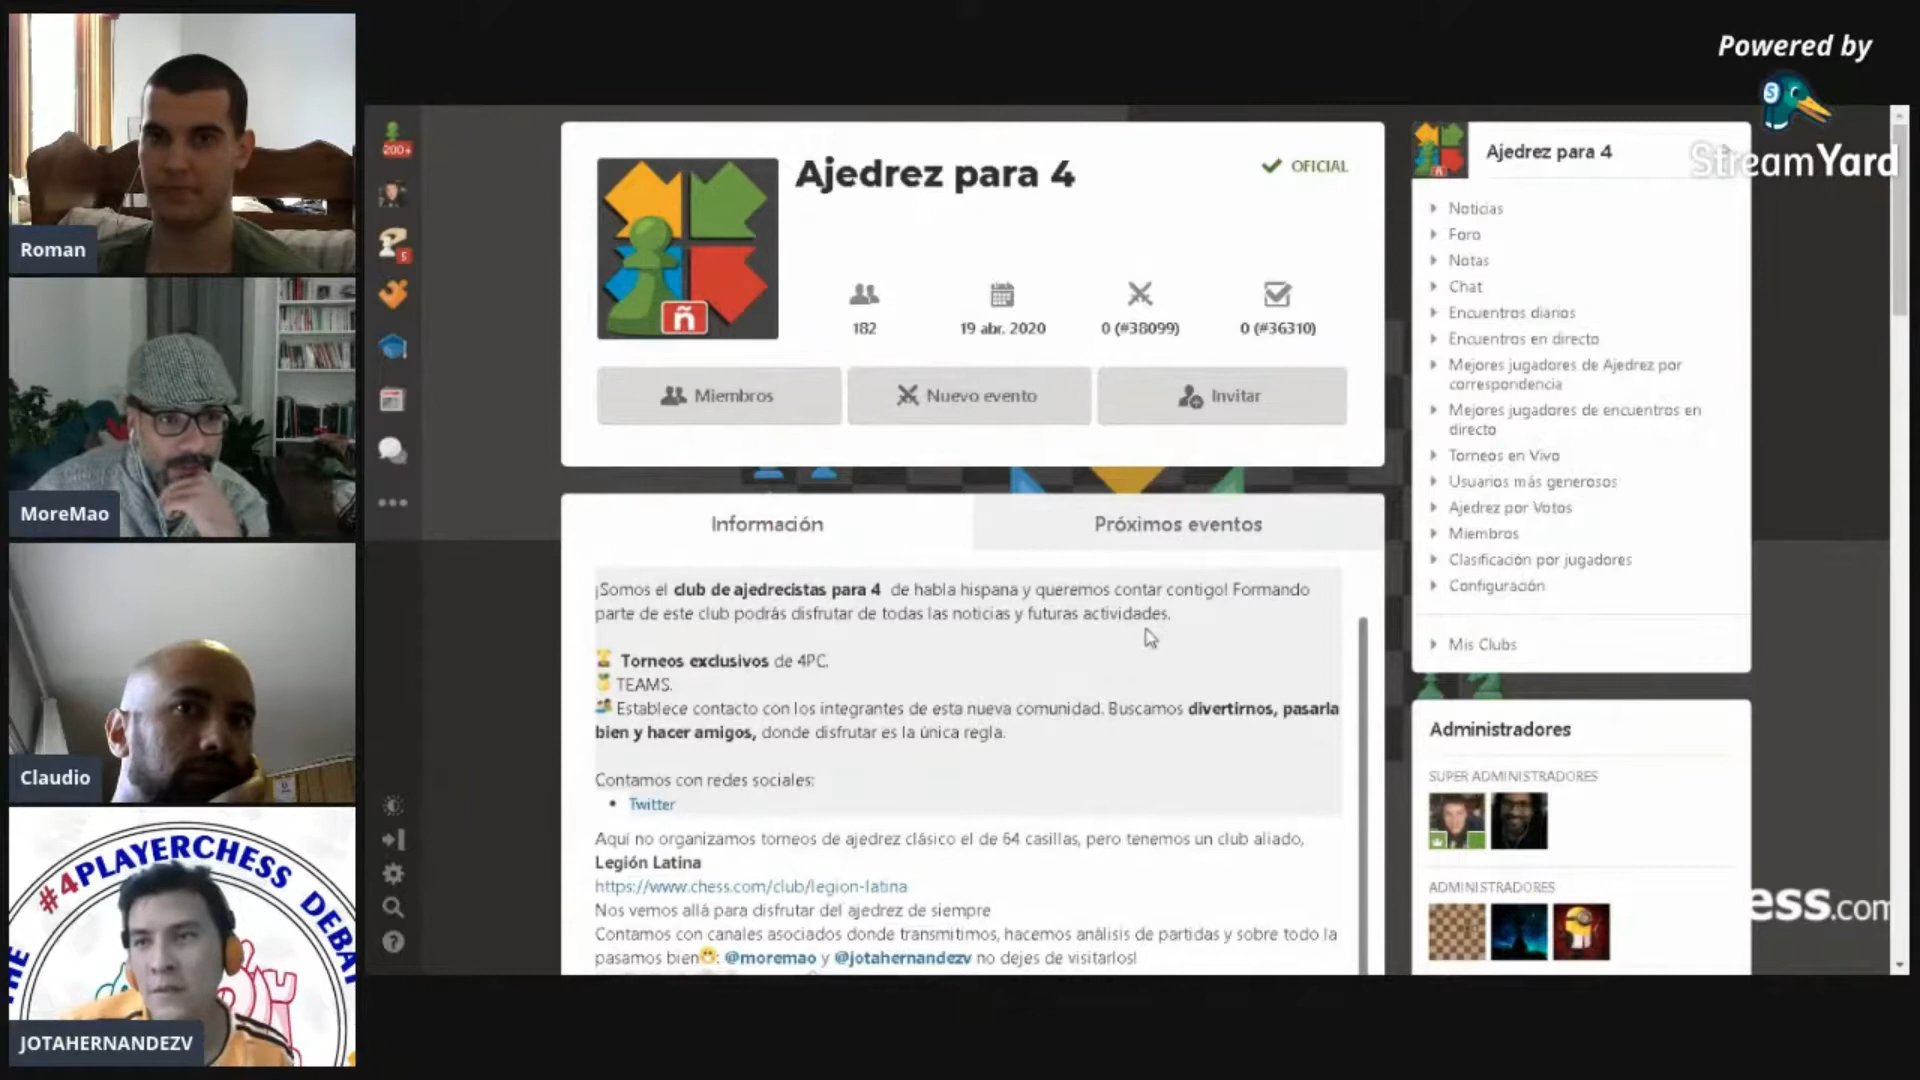 Powered by
StreamYard
Roman
MoreMao
Claudio
#4PLAYERCHESS DEBA
THE
JOTAHERNANDEZV
200+
5
Ajedrez para 4
OFICIAL
ñ
182
19 abr. 2020
0 (#38099)
0 (#36310)
Miembros
Nuevo evento
Invitar
Información
Próximos eventos
¡Somos el club de ajedrecistas para 4 de habla hispana y queremos contar contigo! Formando
parte de este club podrás disfrutar de todas las noticias y futuras actividades.
Torneos exclusivos de 4PC.
TEAMS.
Establece contacto con los integrantes de esta nueva comunidad. Buscamos divertirnos, pasarla
bien y hacer amigos, donde disfrutar es la única regla.
Contamos con redes sociales:
• Twitter
Aquí no organizamos torneos de ajedrez clásico el de 64 casillas, pero tenemos un club aliado,
Legión Latina
https://www.chess.com/club/legion-latina
Nos vemos allá para disfrutar del ajedrez de siempre
Contamos con canales asociados donde transmitimos, hacemos análisis de partidas y sobre todo la
pasamos bien: @moremao y @jotahernandezv no dejes de visitarlos!
Ajedrez para 4
Noticias
Foro
Notas
Chat
Encuentros diarios
Encuentros en directo
Mejores jugadores de Ajedrez por
correspondencia
Mejores jugadores de encuentros en
directo
Torneos en Vivo
Usuarios más generosos
Ajedrez por Votos
Miembros
Clasificación por jugadores
Configuración
Mis Clubs
Administradores
SUPER ADMINISTRADORES
ADMINISTRADORES
ess.com